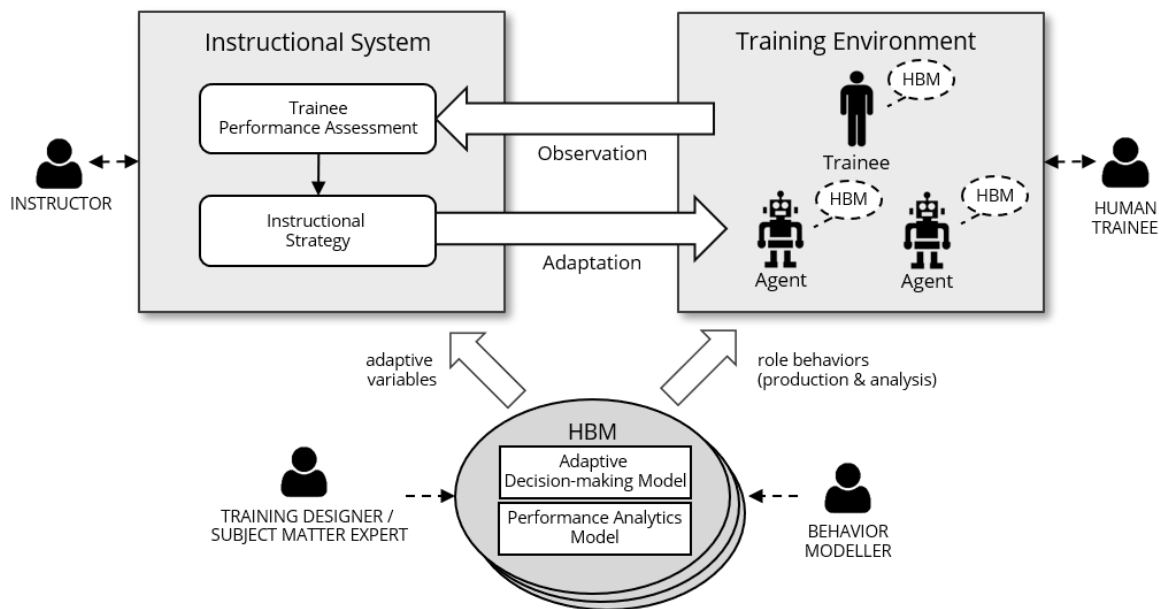 Instructional System
Trainee
Performance Assessment
Instructional
Strategy
INSTRUCTOR
Observation
Adaptation
Training Environment
HBM
Trainee
HBM
HBM
Agent
Agent
HUMAN
TRAINEE
adaptive
variables
role behaviors
(production & analysis)
HBM
Adaptive
Decision-making Model
Performance Analytics
Model
TRAINING DESIGNER /
SUBJECT MATTER EXPERT
BEHAVIOR
MODELLER